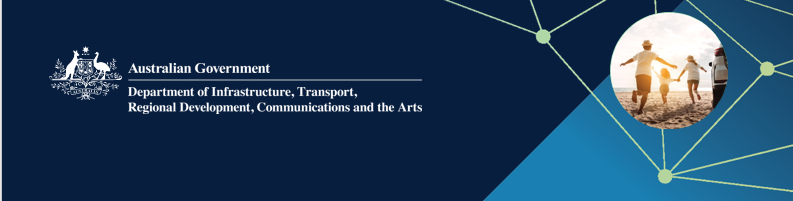 Australian Government
Department of Infrastructure, Transport,
Regional Development, Communications and the Arts